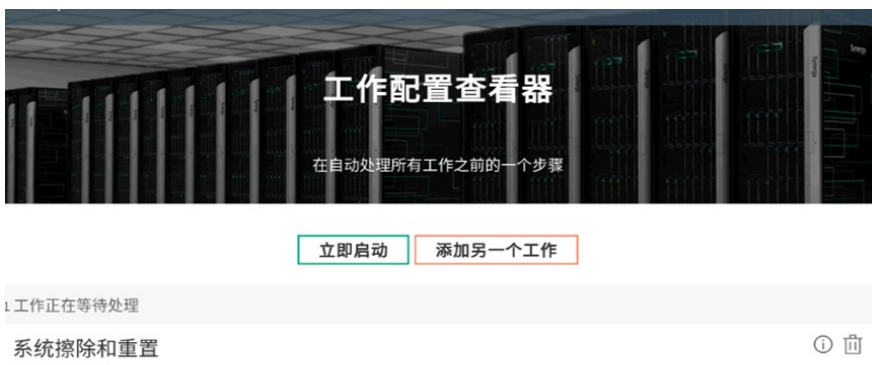 工作配置查看器
在自动处理所有工作之前的一个步骤
立即启动 添加另一个工作
1 工作正在等待处理
系统擦除和重置